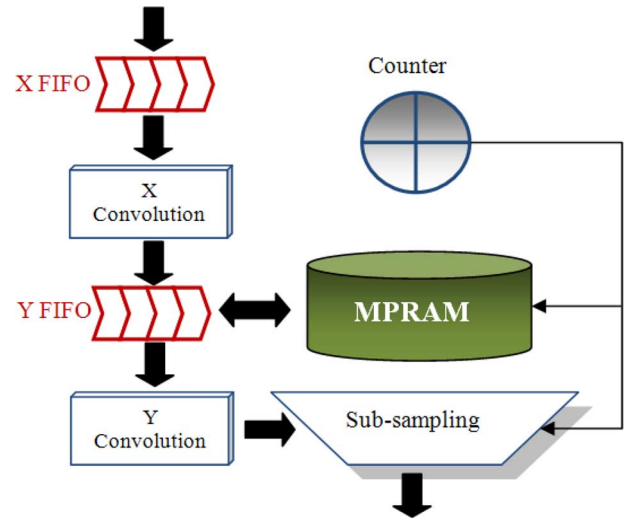 X FIFO
Counter
X
Convolution
Y FIFO
MPRAM
Y
Convolution
Sub-sampling